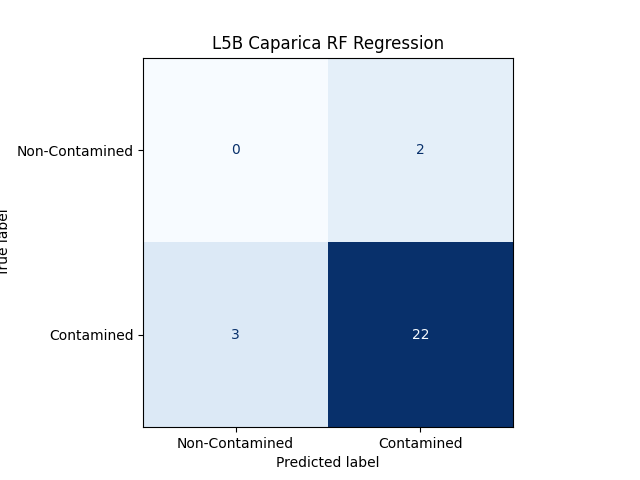 L5B Caparica RF Regression
Non-Contamined
0
2
True label
Contamined
3
22
Non-Contamined
Contamined
Predicted label